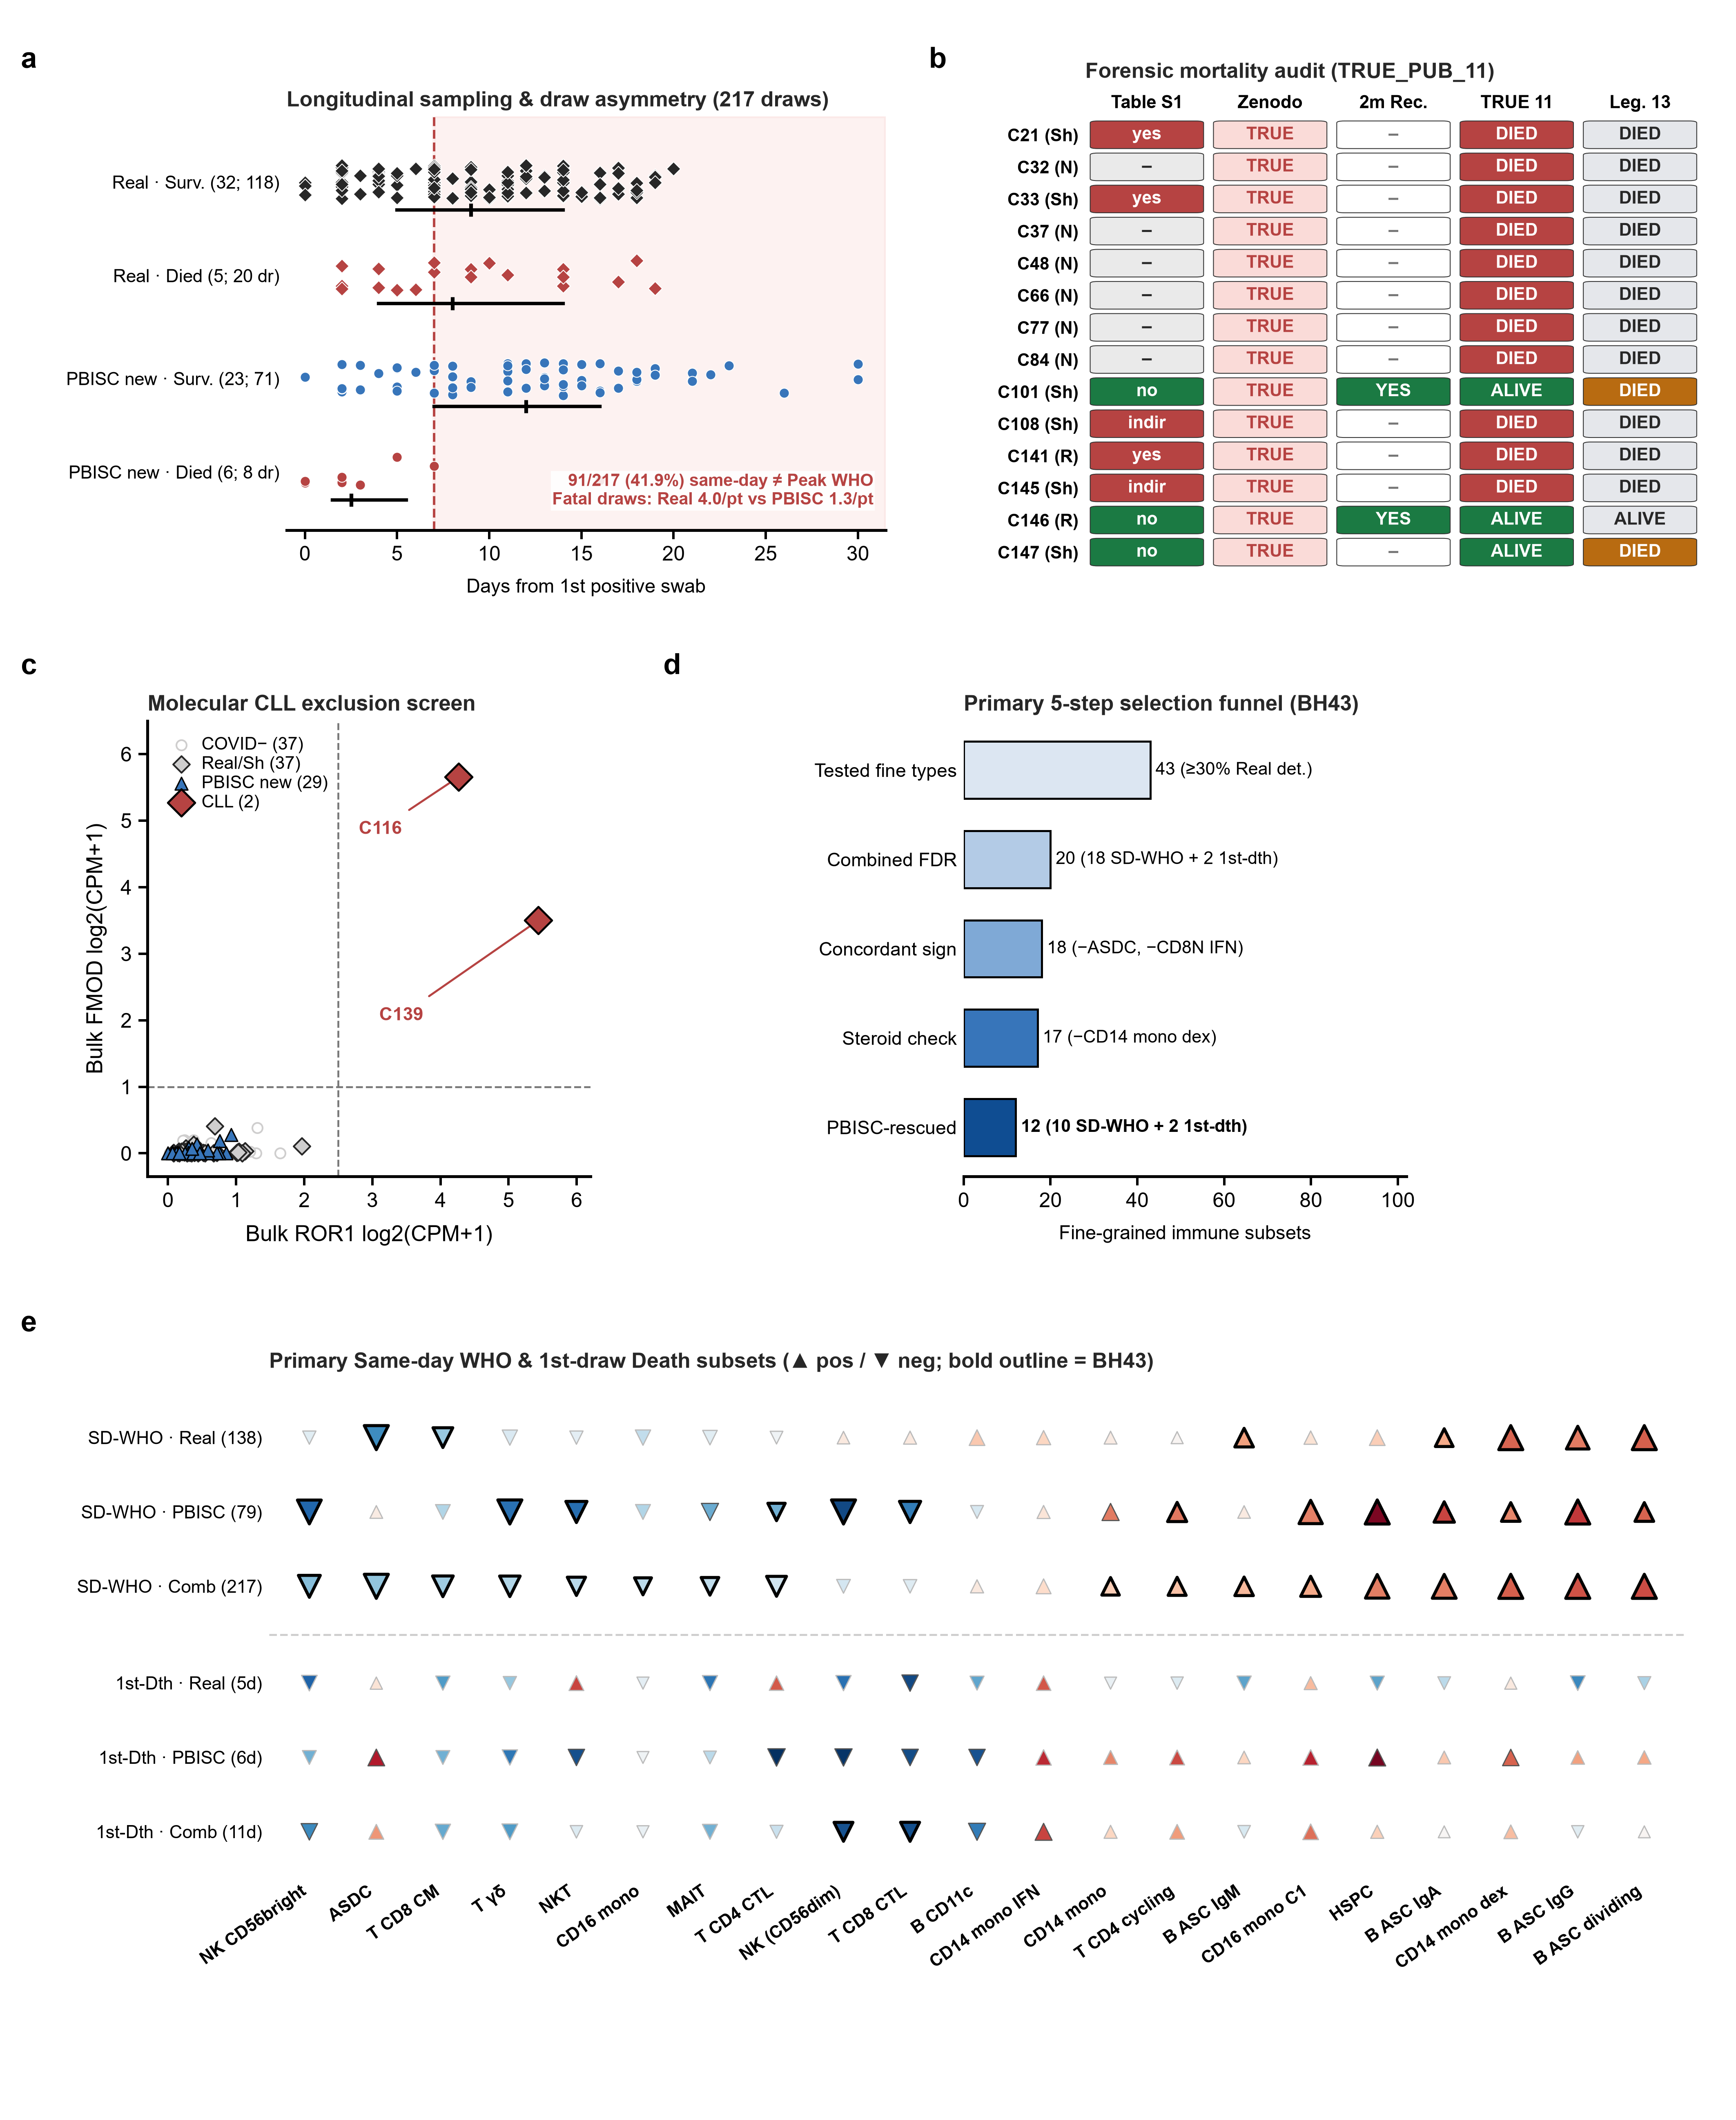 a
Longitudinal sampling & draw asymmetry (217 draws)
Real · Surv. (32; 118)
Real · Died (5; 20 dr)
PBISC new · Surv. (23; 71)
PBISC new · Died (6; 8 dr)
91/217 (41.9%) same-day ≠ Peak WHO
Fatal draws: Real 4.0/pt vs PBISC 1.3/pt
0 5 10 15 20 25 30
Days from 1st positive swab
b
Forensic mortality audit (TRUE_PUB_11)
Table S1 Zenodo 2m Rec. TRUE 11 Leg. 13
C21 (Sh) yes TRUE – DIED DIED
C32 (N) – TRUE – DIED DIED
C33 (Sh) yes TRUE – DIED DIED
C37 (N) – TRUE – DIED DIED
C48 (N) – TRUE – DIED DIED
C66 (N) – TRUE – DIED DIED
C77 (N) – TRUE – DIED DIED
C84 (N) – TRUE – DIED DIED
C101 (Sh) no TRUE YES ALIVE DIED
C108 (Sh) indir TRUE – DIED DIED
C141 (R) yes TRUE – DIED DIED
C145 (Sh) indir TRUE – DIED DIED
C146 (R) no TRUE YES ALIVE ALIVE
C147 (Sh) no TRUE – ALIVE DIED
c
Molecular CLL exclusion screen
COVID− (37)
Real/Sh (37)
PBISC new (29)
CLL (2)
C116
C139
Bulk FMOD log2(CPM+1)
6
5
4
3
2
1
0
0 1 2 3 4 5 6
Bulk ROR1 log2(CPM+1)
d
Primary 5-step selection funnel (BH43)
Tested fine types 43 (≥30% Real det.)
Combined FDR 20 (18 SD-WHO + 2 1st-dth)
Concordant sign 18 (−ASDC, −CD8N IFN)
Steroid check 17 (−CD14 mono dex)
PBISC-rescued 12 (10 SD-WHO + 2 1st-dth)
0 20 40 60 80 100
Fine-grained immune subsets
e
Primary Same-day WHO & 1st-draw Death subsets (▲ pos / ▼ neg; bold outline = BH43)
SD-WHO · Real (138)
SD-WHO · PBISC (79)
SD-WHO · Comb (217)
1st-Dth · Real (5d)
1st-Dth · PBISC (6d)
1st-Dth · Comb (11d)
NK CD56bright
ASDC
T CD8 CM
T γδ
NKT
CD16 mono
MAIT
T CD4 CTL
NK (CD56dim)
T CD8 CTL
B CD11c
CD14 mono IFN
CD14 mono
T CD4 cycling
B ASC IgM
CD16 mono C1
HSPC
B ASC IgA
CD14 mono dex
B ASC IgG
B ASC dividing